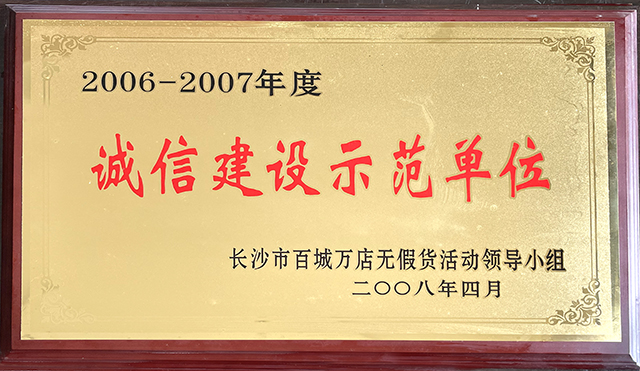 2006-2007年度
诚信建设示范单位
长沙市百城万店无假货活动领导小组
二〇〇八年四月